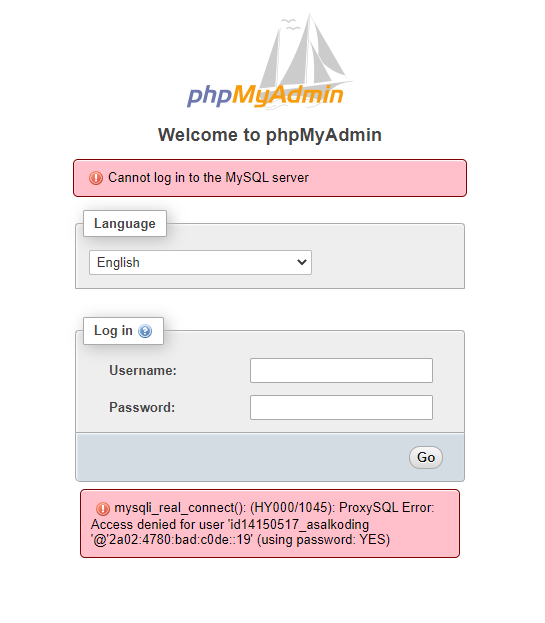 phpMyAdmin
Welcome to phpMyAdmin
Cannot log in to the MySQL server
Language
English
Log in
Username:
Password:
Go
mysqli_real_connect(): (HY000/1045): ProxySQL Error:
Access denied for user 'id14150517_asalkoding
'@'2a02:4780:bad:c0de::19' (using password: YES)